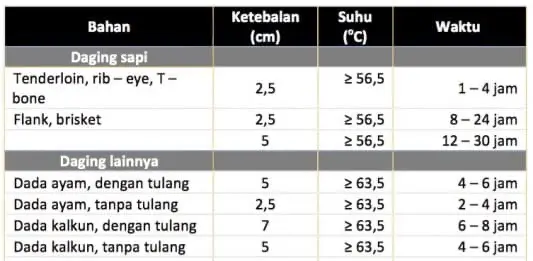 Bahan Ketebalan (cm) Suhu (°C) Waktu
Daging sapi
Tenderloin, rib – eye, T – bone 2,5 ≥ 56,5 1 – 4 jam
Flank, brisket 2,5 ≥ 56,5 8 – 24 jam
5 ≥ 56,5 12 – 30 jam
Daging lainnya
Dada ayam, dengan tulang 5 ≥ 63,5 4 – 6 jam
Dada ayam, tanpa tulang 2,5 ≥ 63,5 2 – 4 jam
Dada kalkun, dengan tulang 7 ≥ 63,5 6 – 8 jam
Dada kalkun, tanpa tulang 5 ≥ 63,5 4 – 6 jam